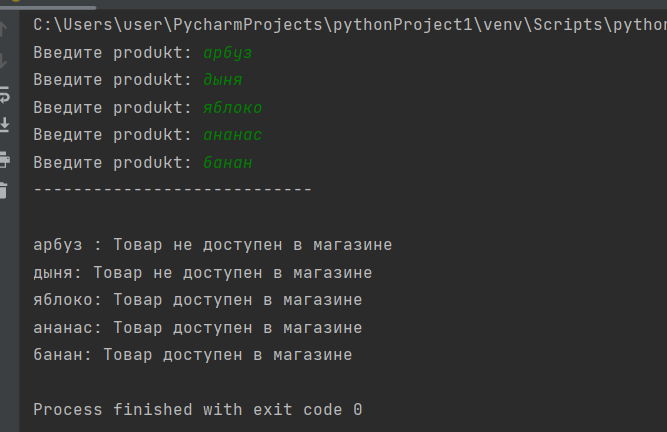 C:\Users\user\PycharmProjects\pythonProject1\venv\Scripts\python
Введите produkt: арбуз
Введите produkt: дыня
Введите produkt: яблоко
Введите produkt: ананас
Введите produkt: банан
----------------------------
арбуз : Товар не доступен в магазине
дыня: Товар не доступен в магазине
яблоко: Товар доступен в магазине
ананас: Товар доступен в магазине
банан: Товар доступен в магазине
Process finished with exit code 0